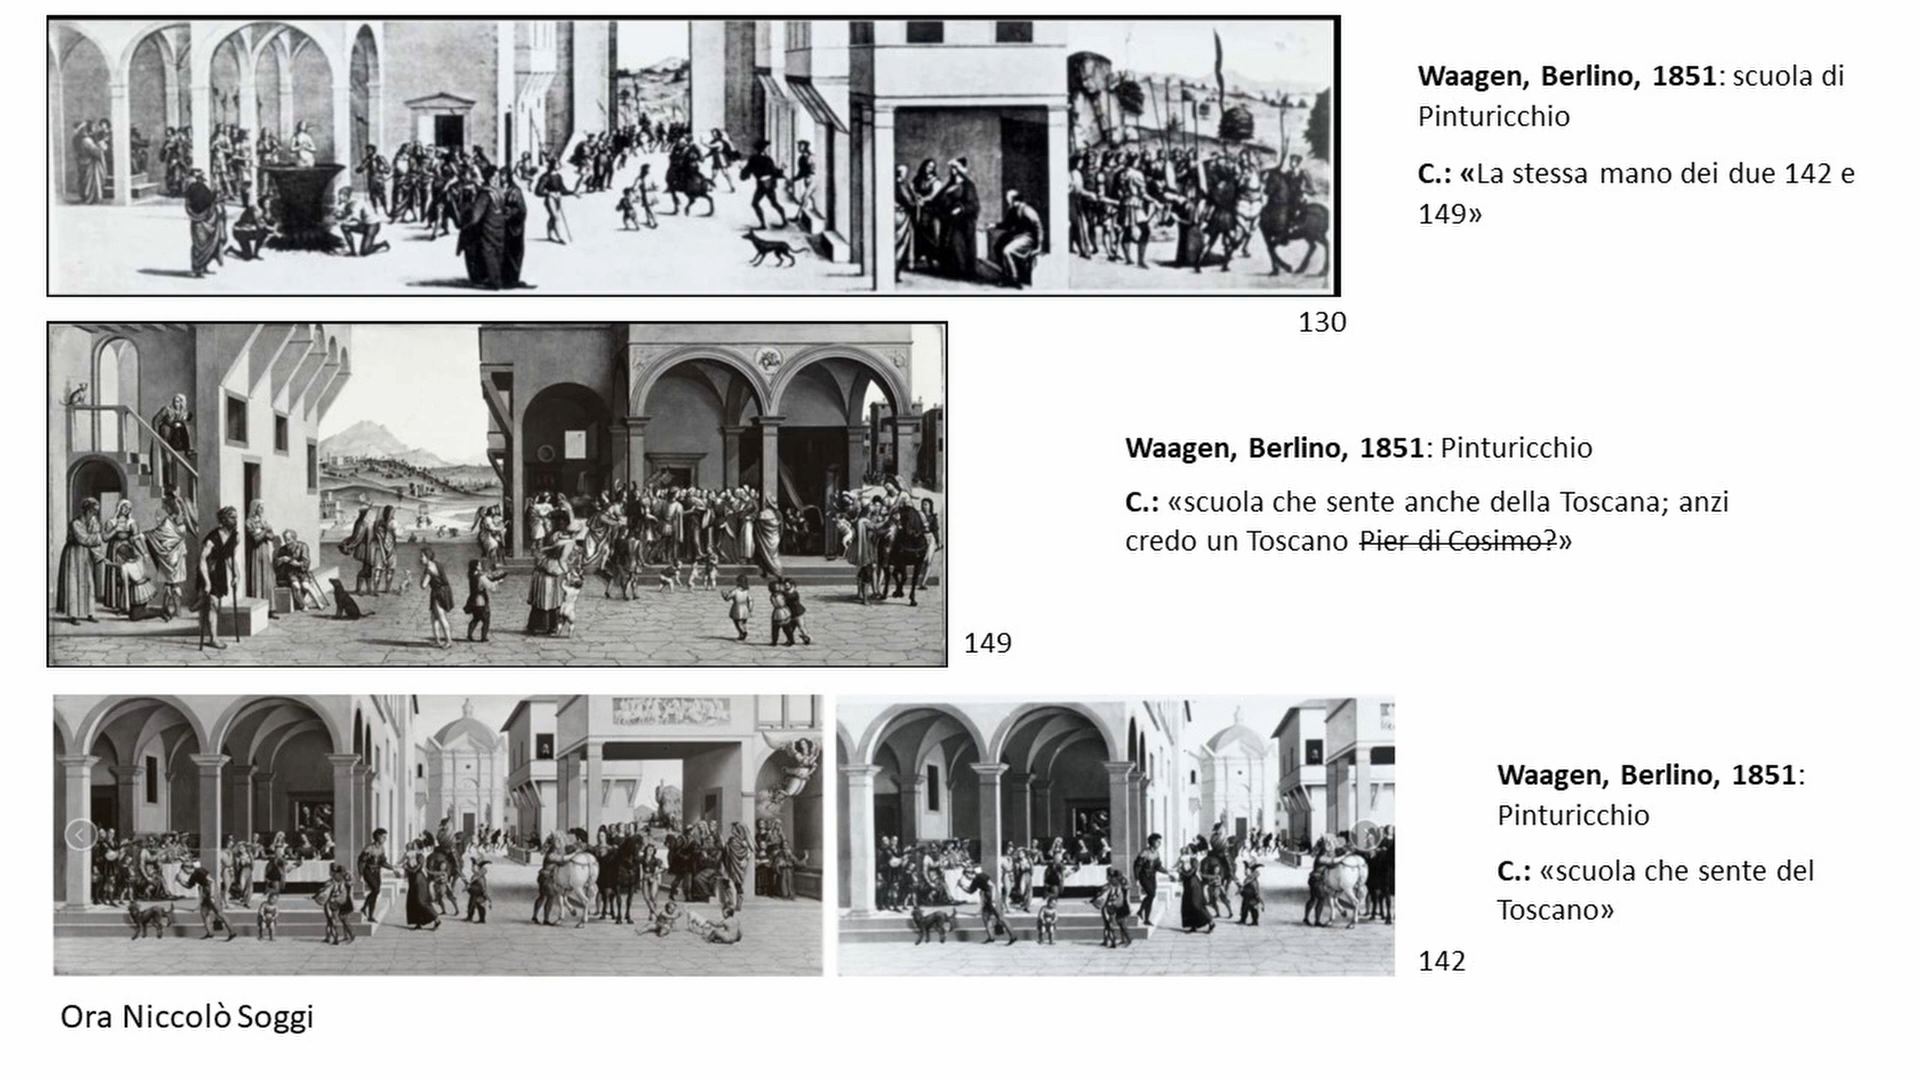 Waagen, Berlino, 1851: scuola di
Pinturicchio
C.: «La stessa mano dei due 142 e
149»
130
Waagen, Berlino, 1851: Pinturicchio
C.: «scuola che sente anche della Toscana; anzi
credo un Toscano Pier di Cosimo?»
149
Waagen, Berlino, 1851:
Pinturicchio
C.: «scuola che sente del
Toscano»
142
Ora Niccolò Soggi